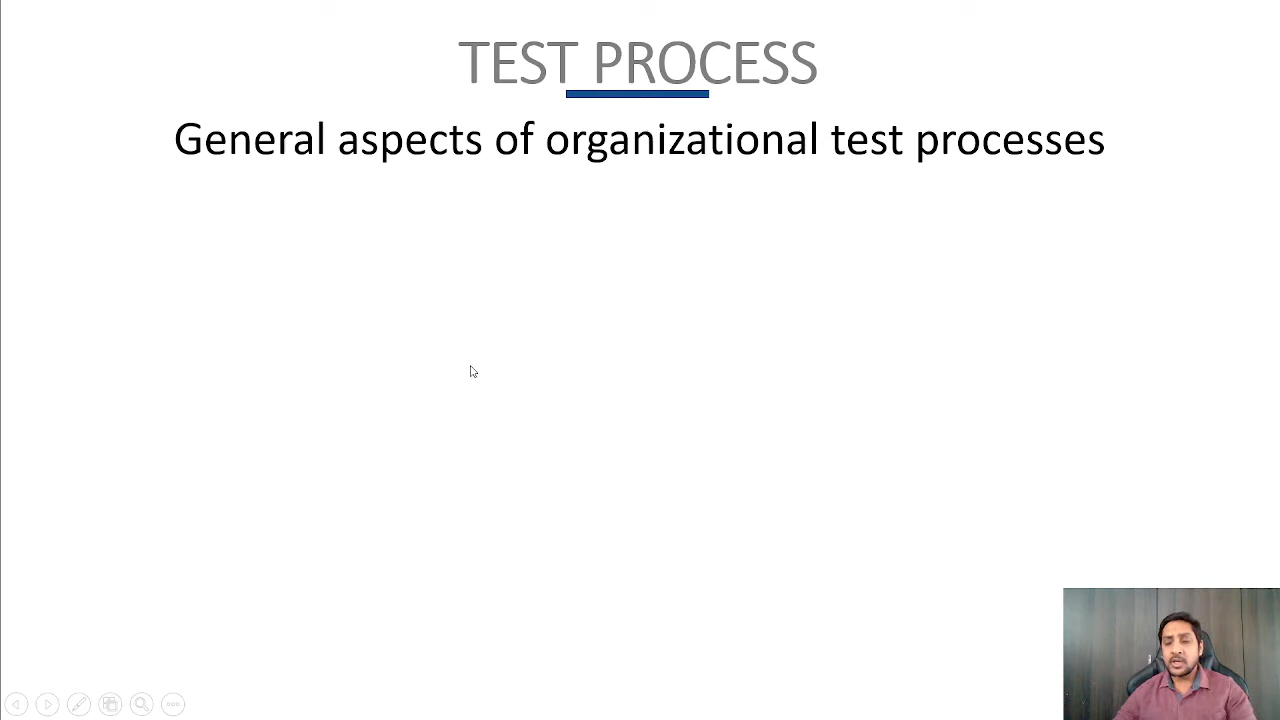 TEST PROCESS
General aspects of organizational test processes